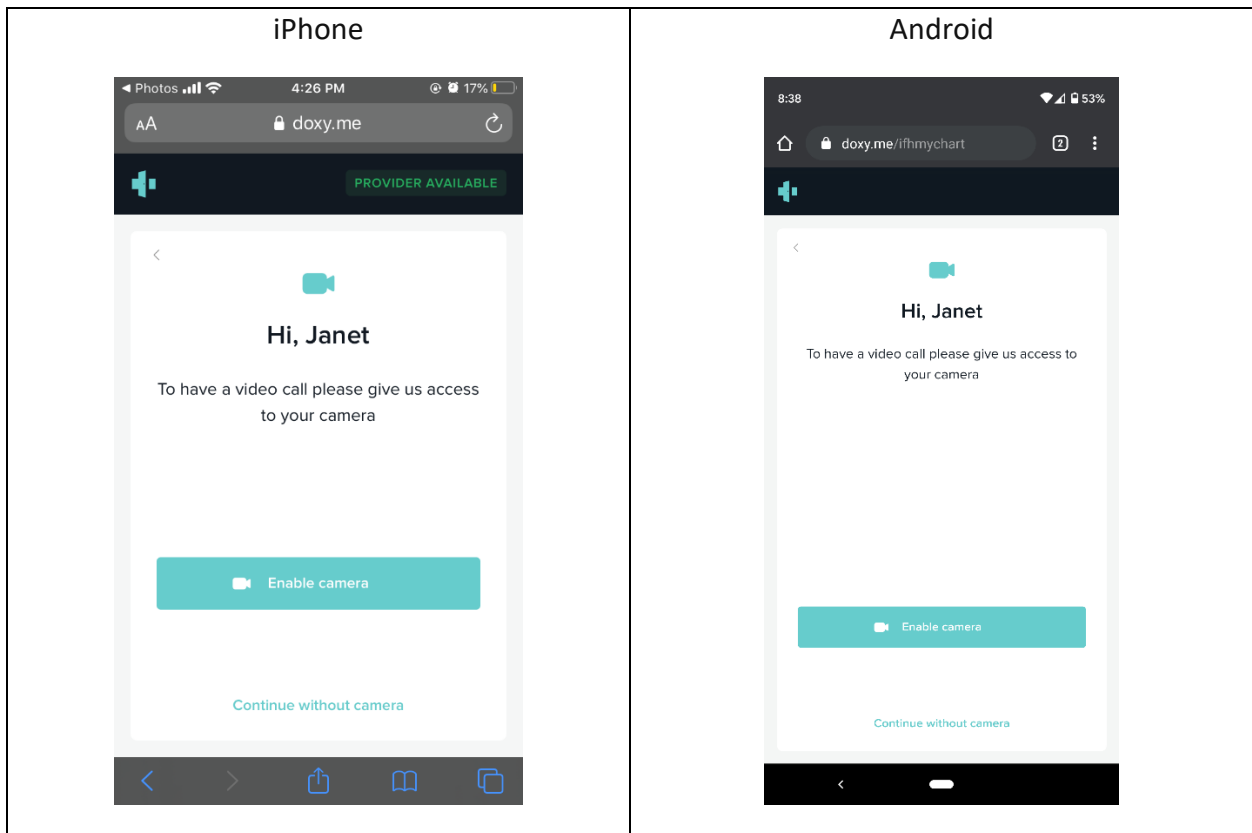 iPhone
Photos 4:26 PM 17%
AA doxy.me
PROVIDER AVAILABLE
Hi, Janet
To have a video call please give us access
to your camera
Enable camera
Continue without camera
Android
8:38 53%
doxy.me/ifhmychart 2
Hi, Janet
To have a video call please give us access to
your camera
Enable camera
Continue without camera